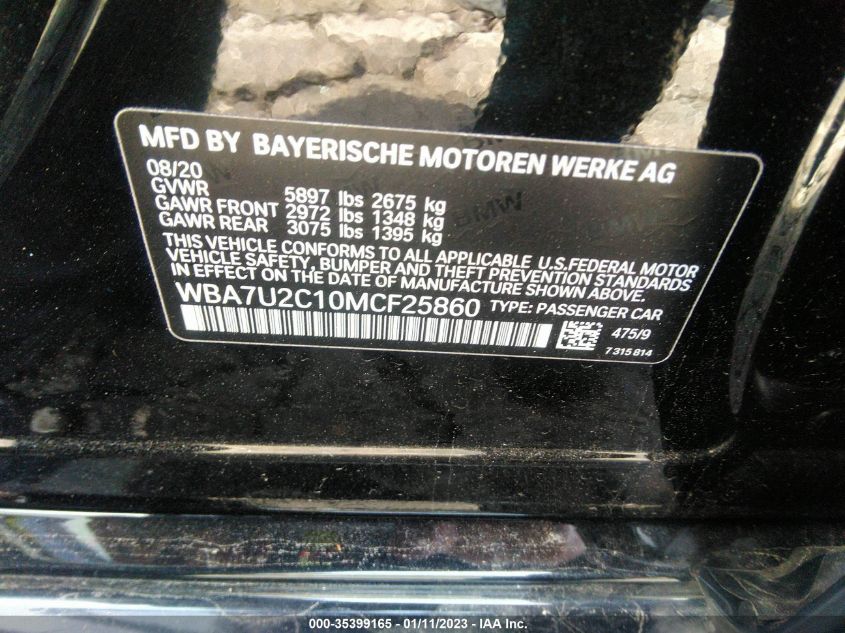 MFD BY BAYERISCHE MOTOREN WERKE AG
08/20
GVWR 5897 lbs 2675 kg
GAWR FRONT 2972 lbs 1348 kg
GAWR REAR 3075 lbs 1395 kg
THIS VEHICLE CONFORMS TO ALL APPLICABLE U.S.FEDERAL MOTOR
VEHICLE SAFETY, BUMPER AND THEFT PREVENTION STANDARDS
IN EFFECT ON THE DATE OF MANUFACTURE SHOWN ABOVE.
WBA7U2C10MCF25860 TYPE: PASSENGER CAR
475/9
7 315 814
BMW
000-35399165 - 01/11/2023 - IAA Inc.